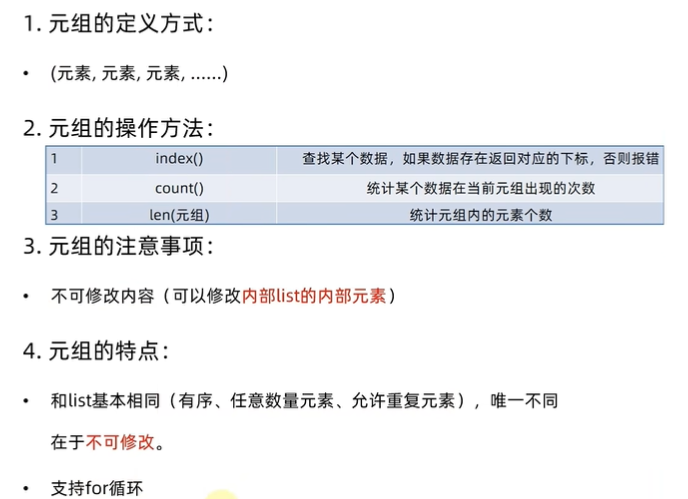 1. 元组的定义方式：
• (元素, 元素, 元素, ......)
2. 元组的操作方法：
1 index() 查找某个数据，如果数据存在返回对应的下标，否则报错
2 count() 统计某个数据在当前元组出现的次数
3 len(元组) 统计元组内的元素个数
3. 元组的注意事项：
• 不可修改内容（可以修改内部list的内部元素）
4. 元组的特点：
• 和list基本相同（有序、任意数量元素、允许重复元素），唯一不同
在于不可修改。
• 支持for循环